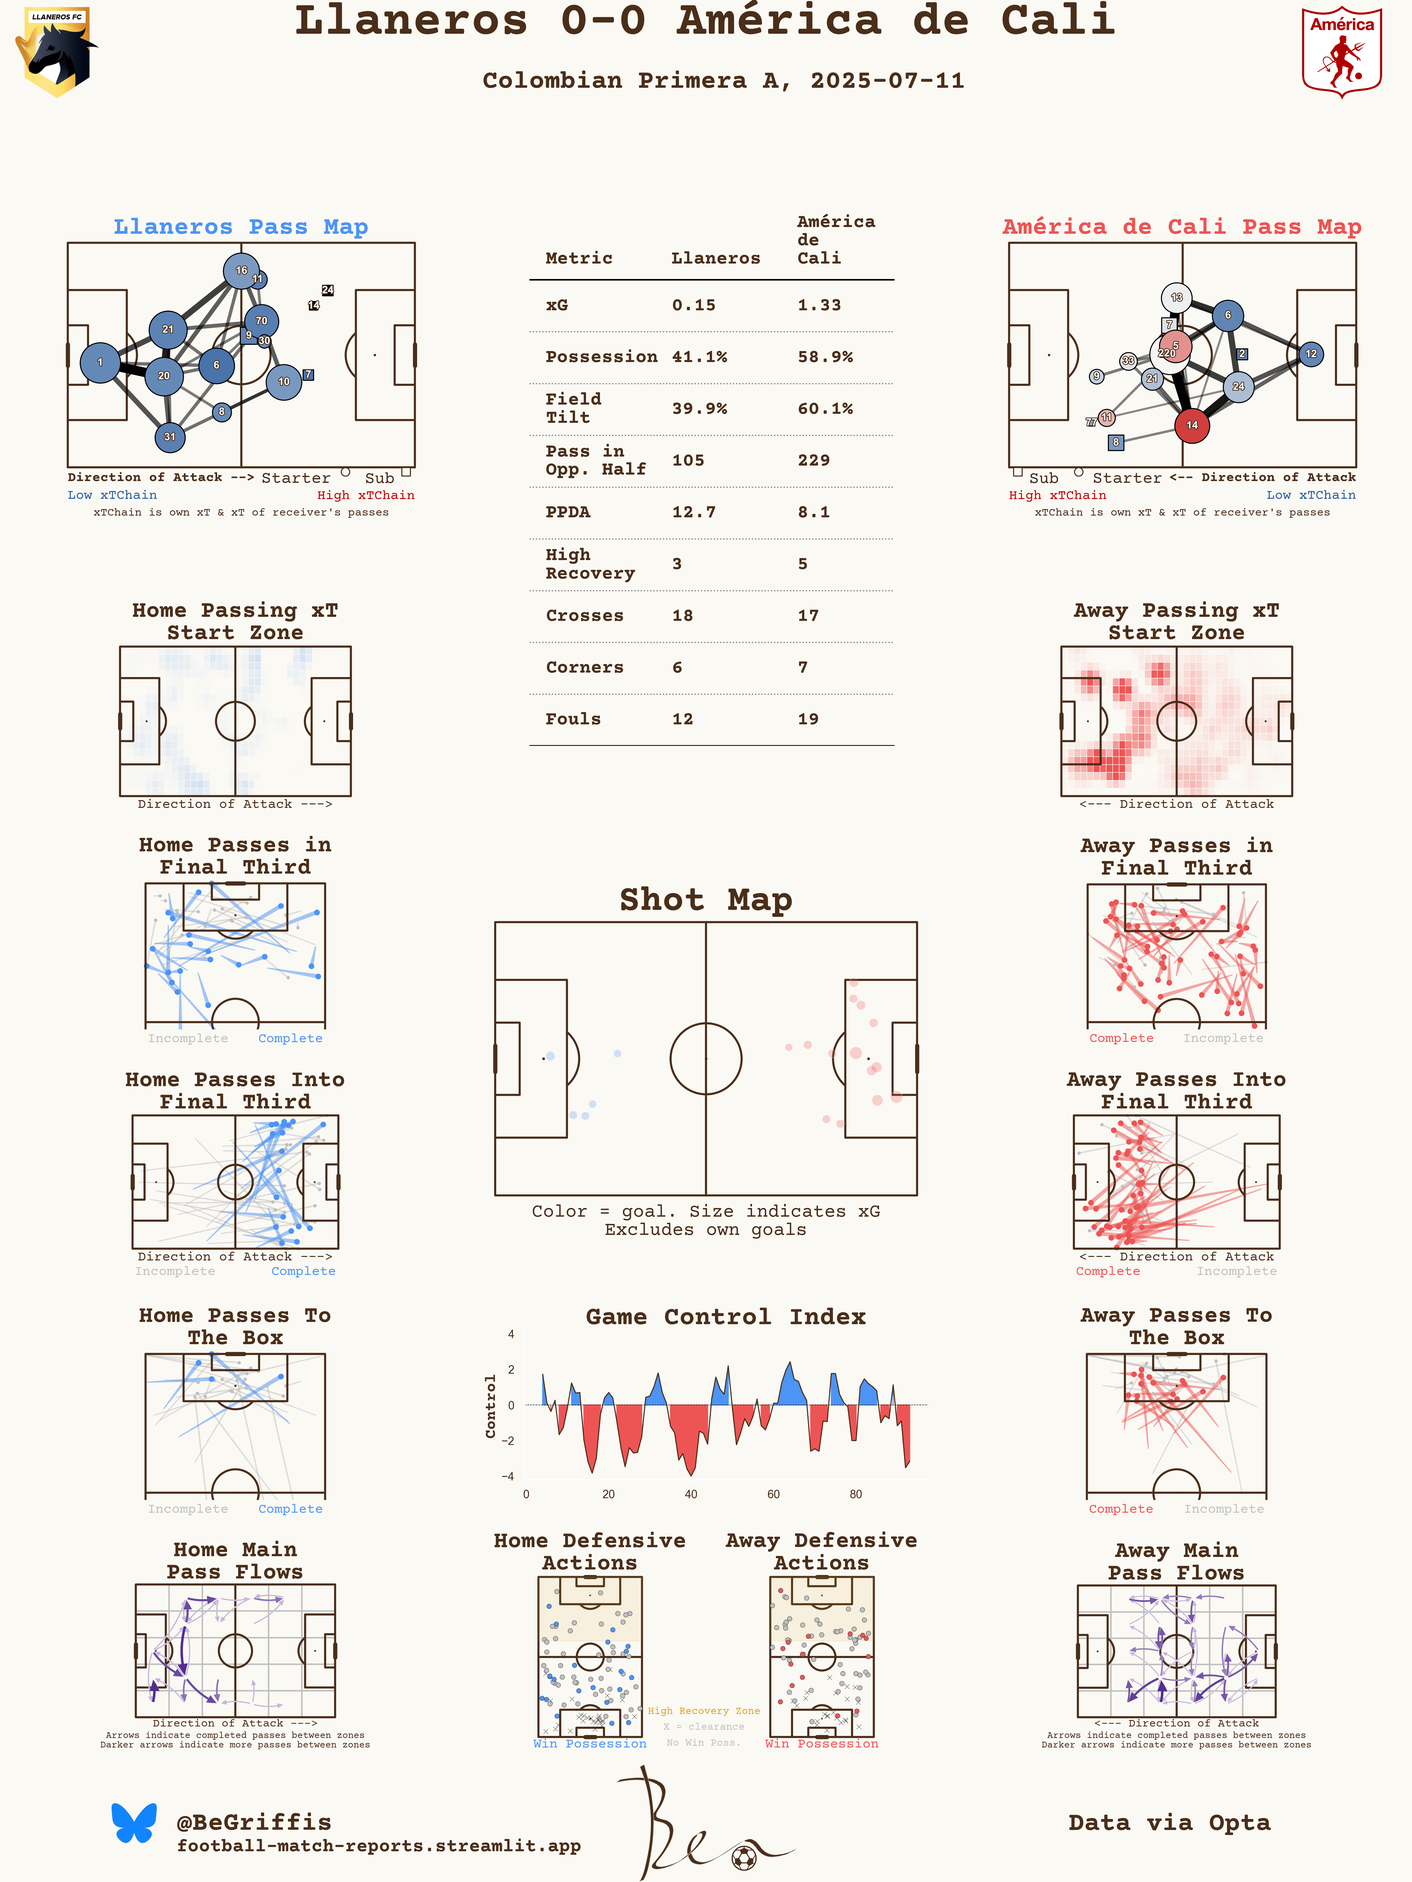 Llaneros 0-0 América de Cali
Colombian Primera A, 2025-07-11
LLANEROS FC
América
Llaneros Pass Map
16
11
24
14
70
21
9
30
1
20
6
10
7
8
31
Direction of Attack --> Starter Sub
Low xTChain High xTChain
xTChain is own xT & xT of receiver's passes
Metric Llaneros América de Cali
xG 0.15 1.33
Possession 41.1% 58.9%
Field Tilt 39.9% 60.1%
Pass in Opp. Half 105 229
PPDA 12.7 8.1
High Recovery 3 5
Crosses 18 17
Corners 6 7
Fouls 12 19
América de Cali Pass Map
13
6
7
5
2
12
33
220
9
21
24
11
77
14
8
Sub Starter <-- Direction of Attack
High xTChain Low xTChain
xTChain is own xT & xT of receiver's passes
Home Passing xT
Start Zone
Direction of Attack --->
Away Passing xT
Start Zone
<--- Direction of Attack
Home Passes in
Final Third
Incomplete Complete
Away Passes in
Final Third
Complete Incomplete
Shot Map
Color = goal. Size indicates xG
Excludes own goals
Home Passes Into
Final Third
Direction of Attack --->
Incomplete Complete
Away Passes Into
Final Third
<--- Direction of Attack
Complete Incomplete
Home Passes To
The Box
Incomplete Complete
Game Control Index
Control
4
2
0
−2
−4
0 20 40 60 80
Away Passes To
The Box
Complete Incomplete
Home Main
Pass Flows
Direction of Attack --->
Arrows indicate completed passes between zones
Darker arrows indicate more passes between zones
Home Defensive
Actions
Win Possession
Away Defensive
Actions
Win Possession
High Recovery Zone
X = clearance
No Win Poss.
Away Main
Pass Flows
<--- Direction of Attack
Arrows indicate completed passes between zones
Darker arrows indicate more passes between zones
@BeGriffis
football-match-reports.streamlit.app
Ben
Data via Opta